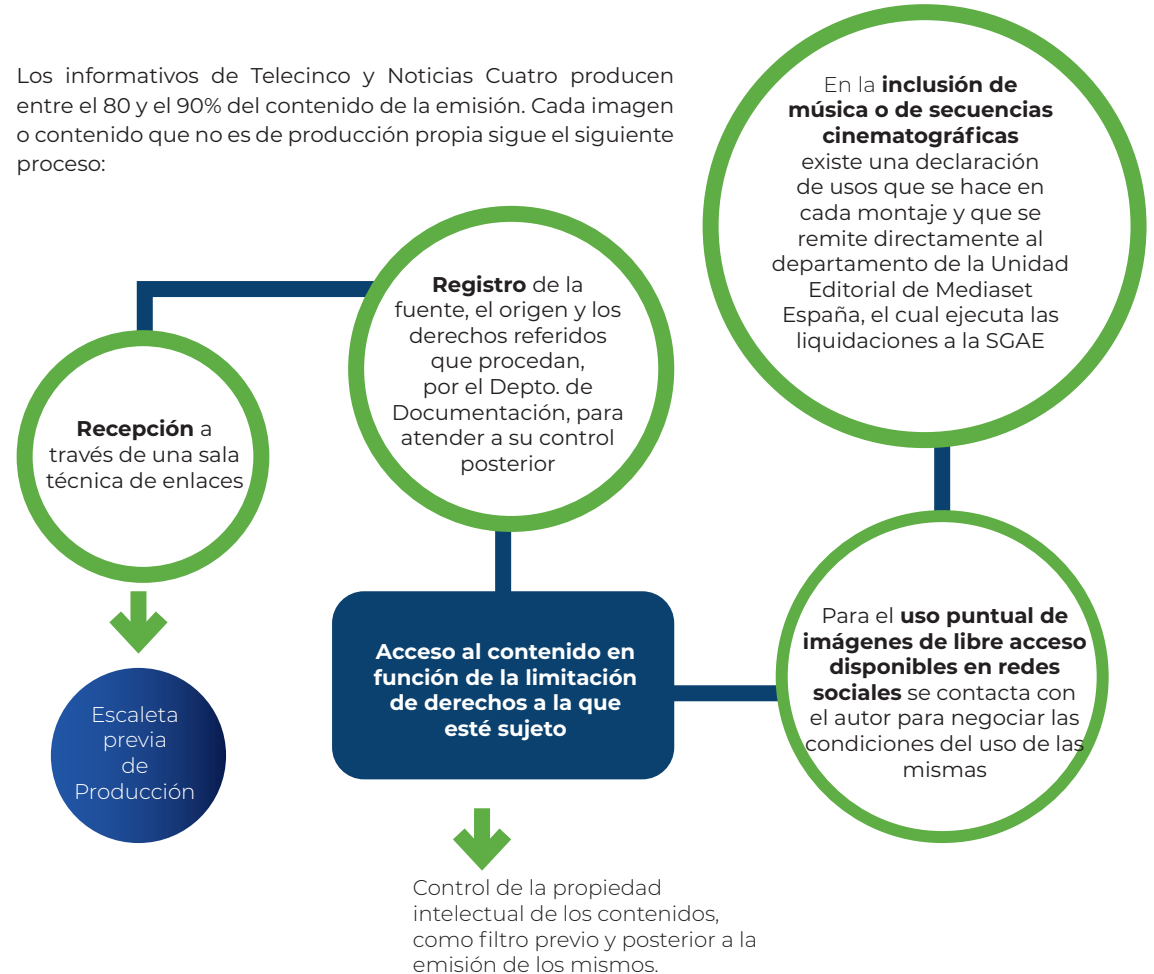 Los informativos de Telecinco y Noticias Cuatro producen
entre el 80 y el 90% del contenido de la emisión. Cada imagen
o contenido que no es de producción propia sigue el siguiente
proceso:
Recepción a
través de una sala
técnica de enlaces
Escaleta
previa
de
Producción
Registro de la
fuente, el origen y los
derechos referidos
que procedan,
por el Depto. de
Documentación, para
atender a su control
posterior
Acceso al contenido en
función de la limitación
de derechos a la que
esté sujeto
Control de la propiedad
intelectual de los contenidos,
como filtro previo y posterior a la
emisión de los mismos.
En la inclusión de
música o de secuencias
cinematográficas
existe una declaración
de usos que se hace en
cada montaje y que se
remite directamente al
departamento de la Unidad
Editorial de Mediaset
España, el cual ejecuta las
liquidaciones a la SGAE
Para el uso puntual de
imágenes de libre acceso
disponibles en redes
sociales se contacta con
el autor para negociar las
condiciones del uso de las
mismas